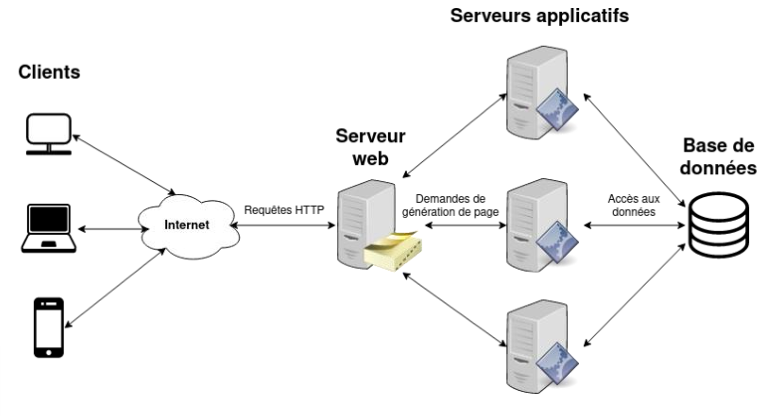 Serveurs applicatifs
Clients
Serveur
web
Base de
données
Internet
Requêtes HTTP
Demandes de
génération de page
Accès aux
données